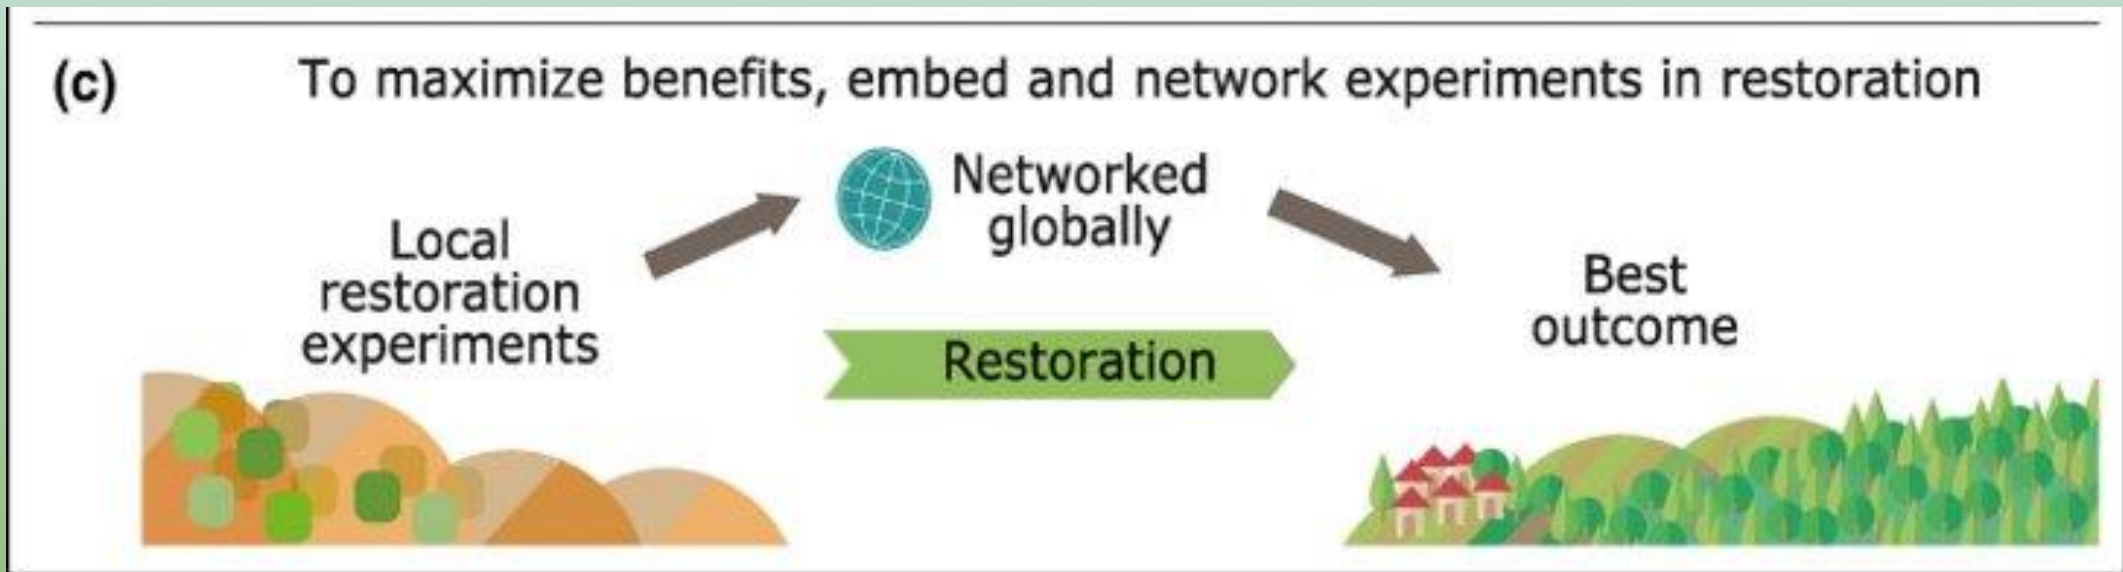 (c) To maximize benefits, embed and network experiments in restoration
Networked
globally
Local
restoration
experiments
Best
outcome
Restoration